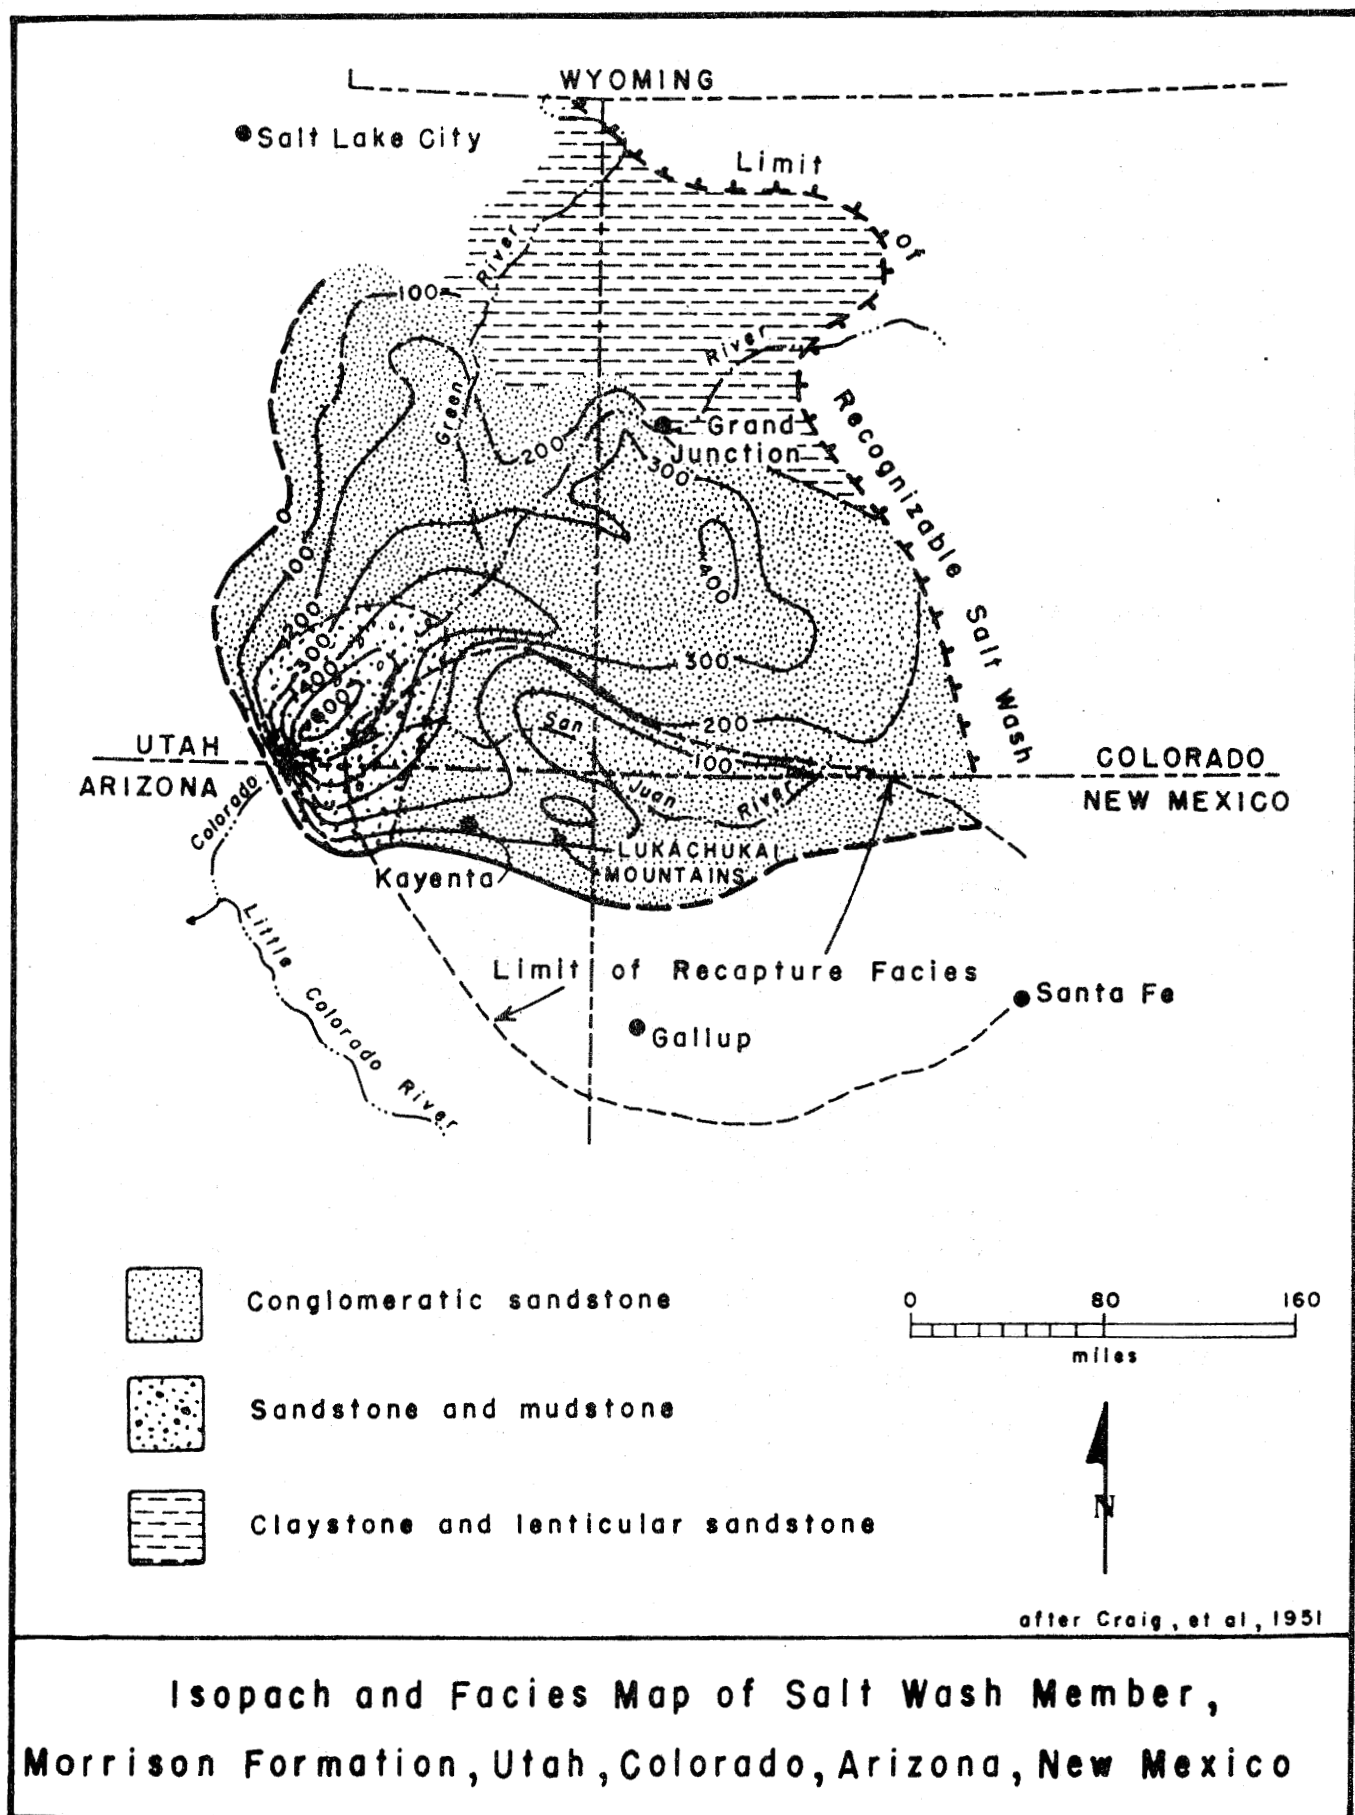 WYOMING
Salt Lake City
Limit
of
River
100
River
Green
Recognizable
Grand
Junction
200
300
0
400
100
200
300
400
600
300
Salt Wash
200
San
UTAH
COLORADO
100
ARIZONA
Juan
River
NEW MEXICO
Colorado
LUKACHUKAI
MOUNTAINS
Kayenta
Little Colorado River
Limit of Recapture Facies
Santa Fe
Gallup
Conglomeratic sandstone
0 80 160
miles
Sandstone and mudstone
N
Claystone and lenticular sandstone
after Craig, et al, 1951
Isopach and Facies Map of Salt Wash Member,
Morrison Formation, Utah, Colorado, Arizona, New Mexico